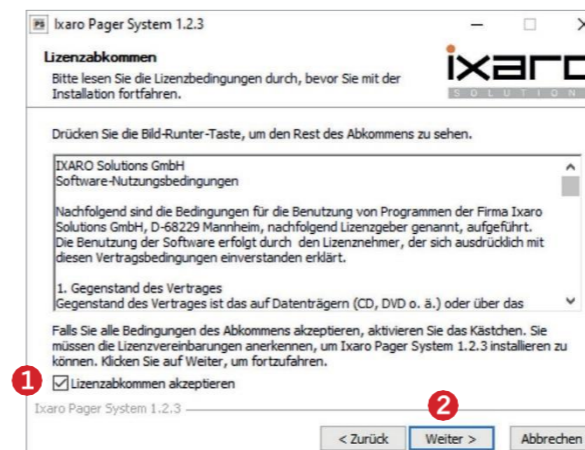 Ixaro Pager System 1.2.3
Lizenzabkommen
Bitte lesen Sie die Lizenzbedingungen durch, bevor Sie mit der
Installation fortfahren.
ixaro
SOLUTION
Drücken Sie die Bild-Runter-Taste, um den Rest des Abkommens zu sehen.
IXARO Solutions GmbH
Software-Nutzungsbedingungen
Nachfolgend sind die Bedingungen für die Benutzung von Programmen der Firma Ixaro
Solutions GmbH, D-68229 Mannheim, nachfolgend Lizenzgeber genannt, aufgeführt.
Die Benutzung der Software erfolgt durch den Lizenznehmer, der sich ausdrücklich mit
diesen Vertragsbedingungen einverstanden erklärt.
1. Gegenstand des Vertrages
Gegenstand des Vertrages ist das auf Datenträgern (CD, DVD o. ä.) oder über das
Falls Sie alle Bedingungen des Abkommens akzeptieren, aktivieren Sie das Kästchen. Sie
müssen die Lizenzvereinbarungen anerkennen, um Ixaro Pager System 1.2.3 installieren zu
können. Klicken Sie auf Weiter, um fortzufahren.
1 Lizenzabkommen akzeptieren
Ixaro Pager System 1.2.3
2
< Zurück Weiter > Abbrechen